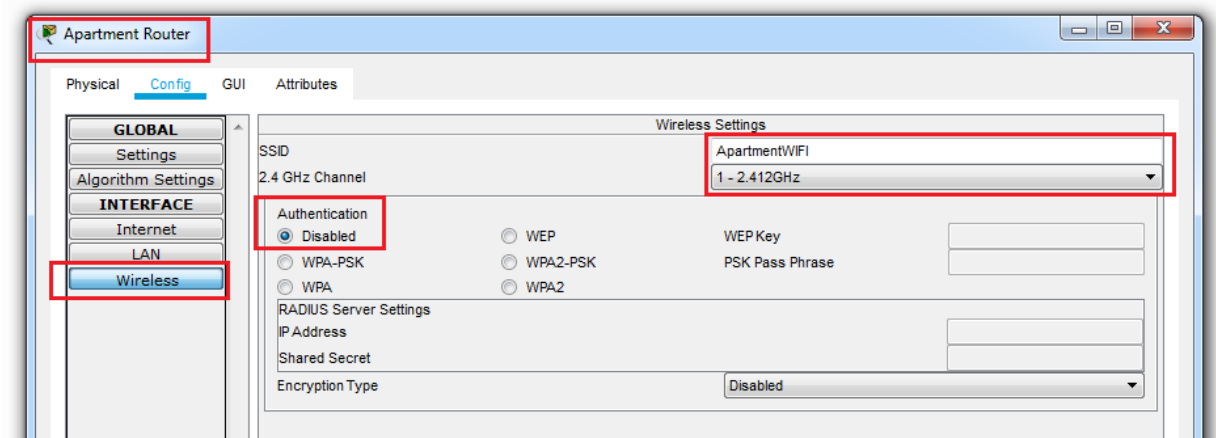 Apartment Router
Physical Config GUI Attributes
GLOBAL
Settings
Algorithm Settings
INTERFACE
Internet
LAN
Wireless
Wireless Settings
SSID ApartmentWIFI
2.4 GHz Channel 1 - 2.412GHz
Authentication
Disabled WEP WEP Key
WPA-PSK WPA2-PSK PSK Pass Phrase
WPA WPA2
RADIUS Server Settings
IP Address
Shared Secret
Encryption Type Disabled